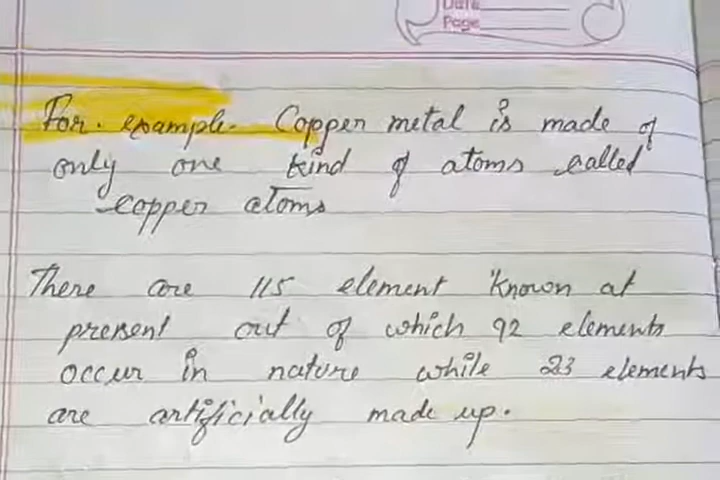 Date
Page
For. example. Copper metal is made of
only one kind of atoms called
copper atoms
There are 115 element known at
present out of which 92 elements
occur in nature while 23 elements
are artificially made up.